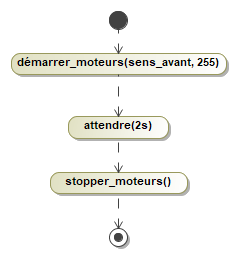 démarrer_moteurs(sens_avant, 255)
attendre(2s)
stopper_moteurs()